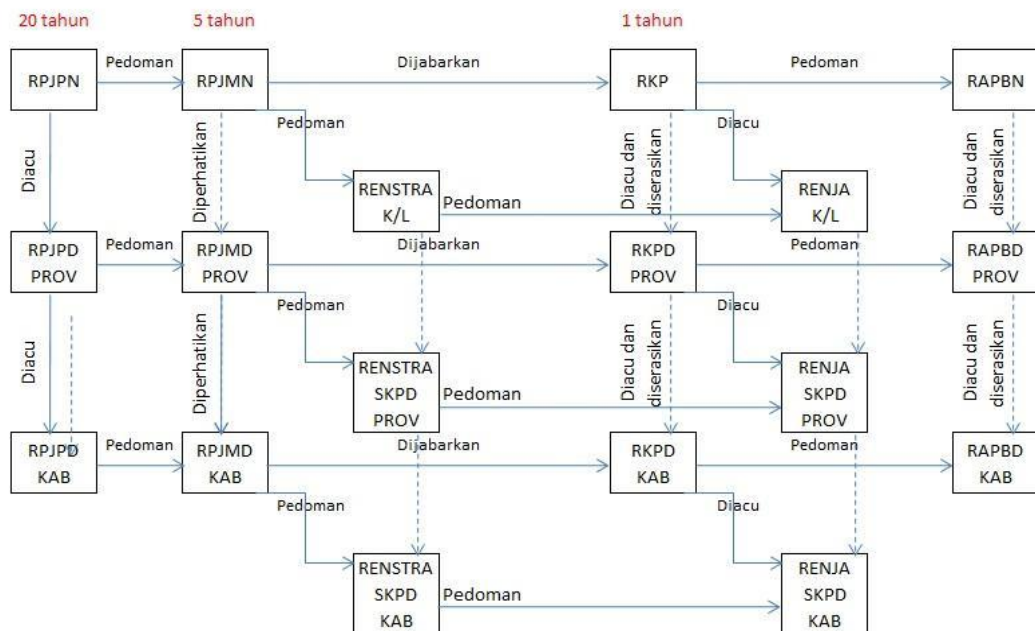 20 tahun
5 tahun
1 tahun
RPJPN
Pedoman
RPJMN
Dijabarkan
RKP
Pedoman
RAPBN
Diacu
Diperhatikan
Pedoman
RENSTRA
K/L
Pedoman
Diacu dan
diserasikan
Diacu
RENJA
K/L
Diacu dan
diserasikan
RPJPD
PROV
Pedoman
RPJMD
PROV
Dijabarkan
RKPD
PROV
Pedoman
RAPBD
PROV
Diacu
Diperhatikan
Pedoman
RENSTRA
SKPD
PROV
Pedoman
Diacu dan
diserasikan
Diacu
RENJA
SKPD
PROV
Diacu dan
diserasikan
RPJPD
KAB
Pedoman
RPJMD
KAB
Dijabarkan
RKPD
KAB
Pedoman
RAPBD
KAB
Pedoman
RENSTRA
SKPD
KAB
Pedoman
Diacu
RENJA
SKPD
KAB